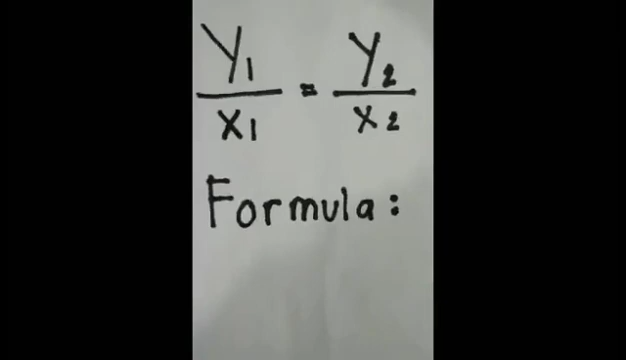 Y₁/X₁ = Y₂/X₂
Formula: